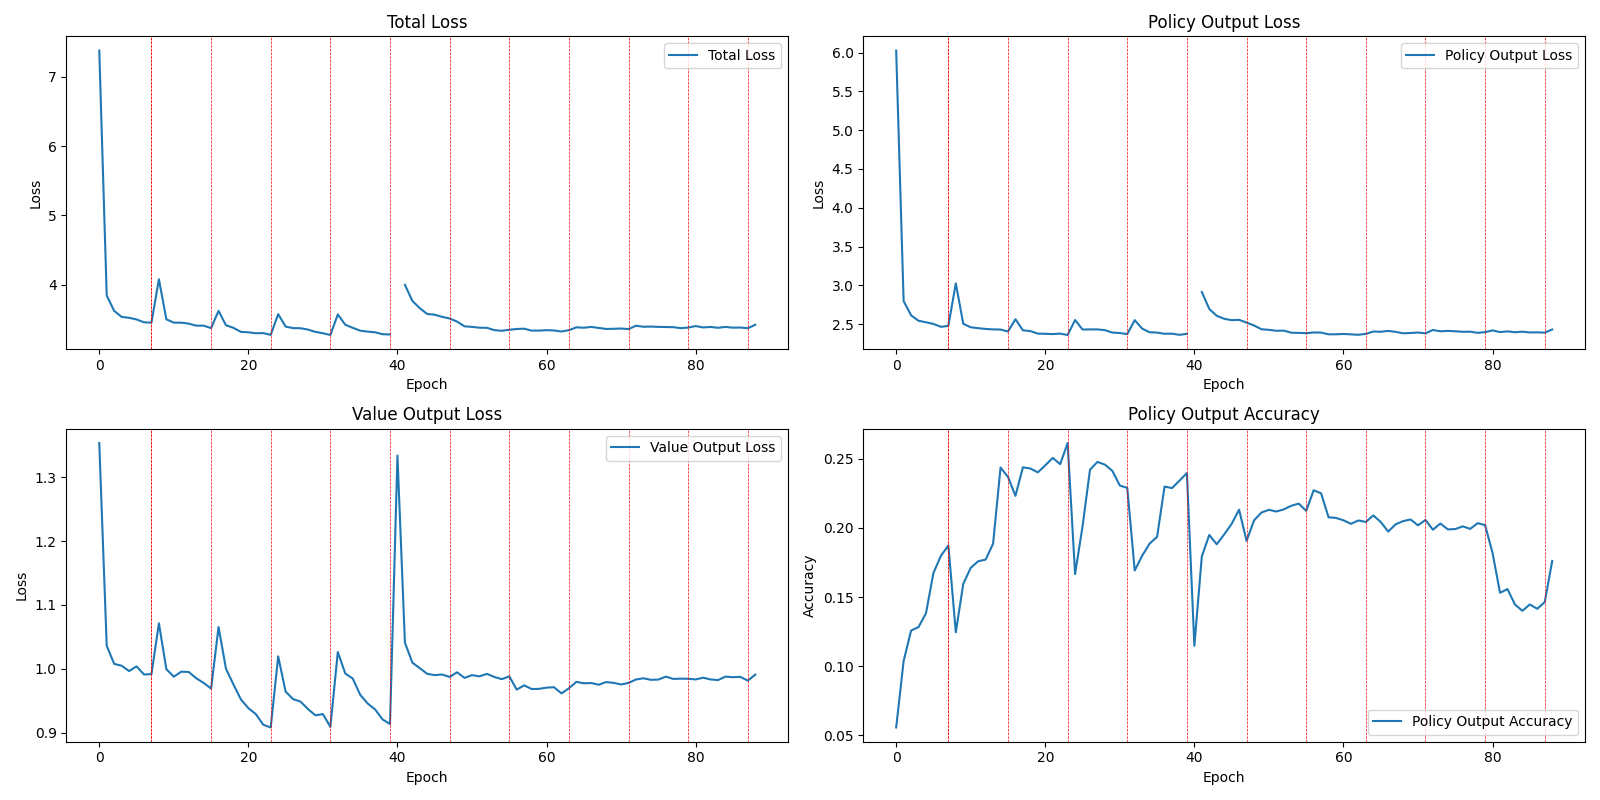 Total Loss
Loss
7
6
5
4
Total Loss
0
20
40
60
80
Epoch
Policy Output Loss
Loss
6.0
5.5
5.0
4.5
4.0
3.5
3.0
2.5
Policy Output Loss
0
20
40
60
80
Epoch
Value Output Loss
Loss
1.3
1.2
1.1
1.0
0.9
Value Output Loss
0
20
40
60
80
Epoch
Policy Output Accuracy
Accuracy
0.25
0.20
0.15
0.10
0.05
Policy Output Accuracy
0
20
40
60
80
Epoch